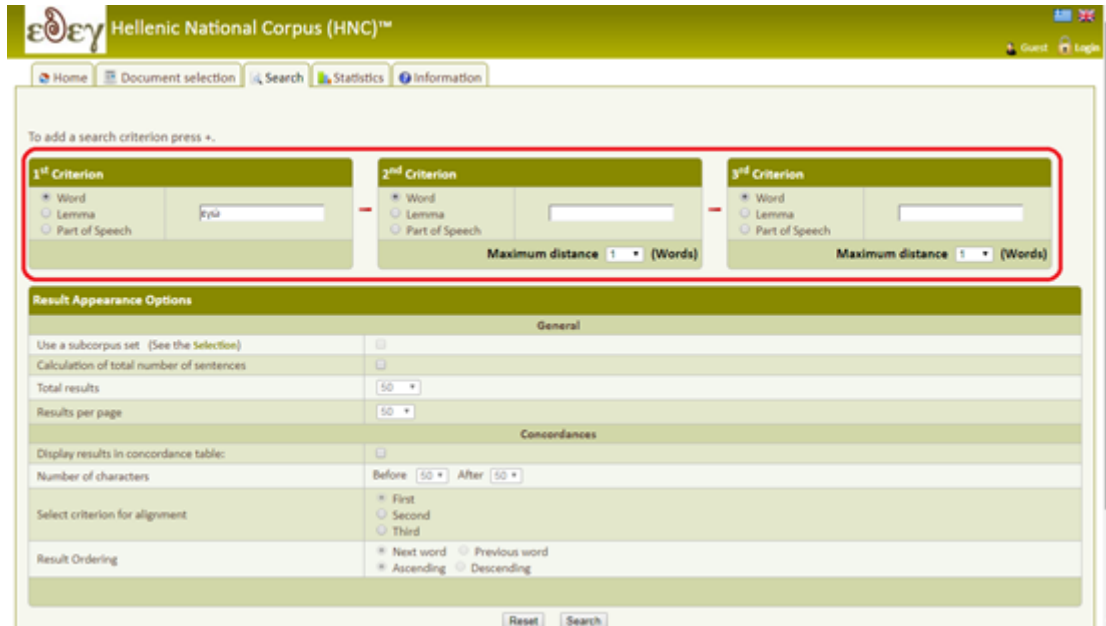 εθεγ Hellenic National Corpus (HNC)™
Guest Login
Home Document selection Search Statistics Information
To add a search criterion press +.
1st Criterion 2nd Criterion 3rd Criterion
Word Word Word
Lemma εγώ Lemma Lemma
Part of Speech Part of Speech Part of Speech
Maximum distance 1 (Words) Maximum distance 1 (Words)
Result Appearance Options
General
Use a subcorpus set (See the Selection)
Calculation of total number of sentences
Total results 50
Results per page 50
Concordances
Display results in concordance table:
Number of characters Before 50 After 50
Select criterion for alignment
First
Second
Third
Result Ordering
Next word Previous word
Ascending Descending
Reset Search